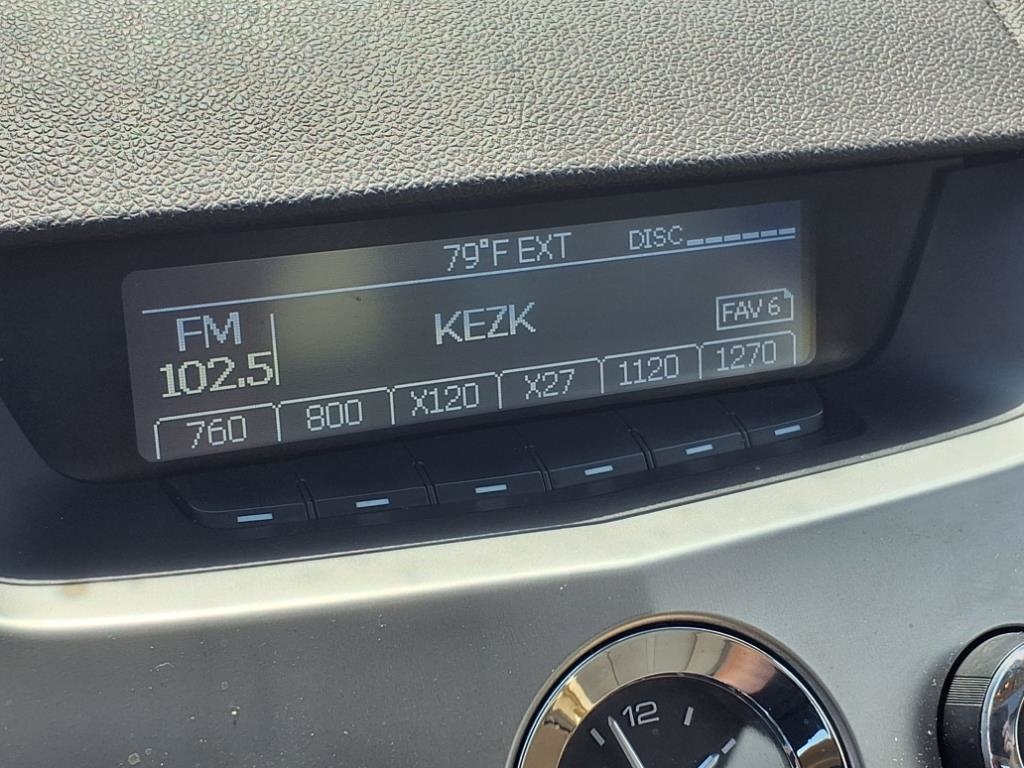 79°F EXT DISC
FM KEZK FAV 6
102.5
760 800 X120 X27 1120 1270
12